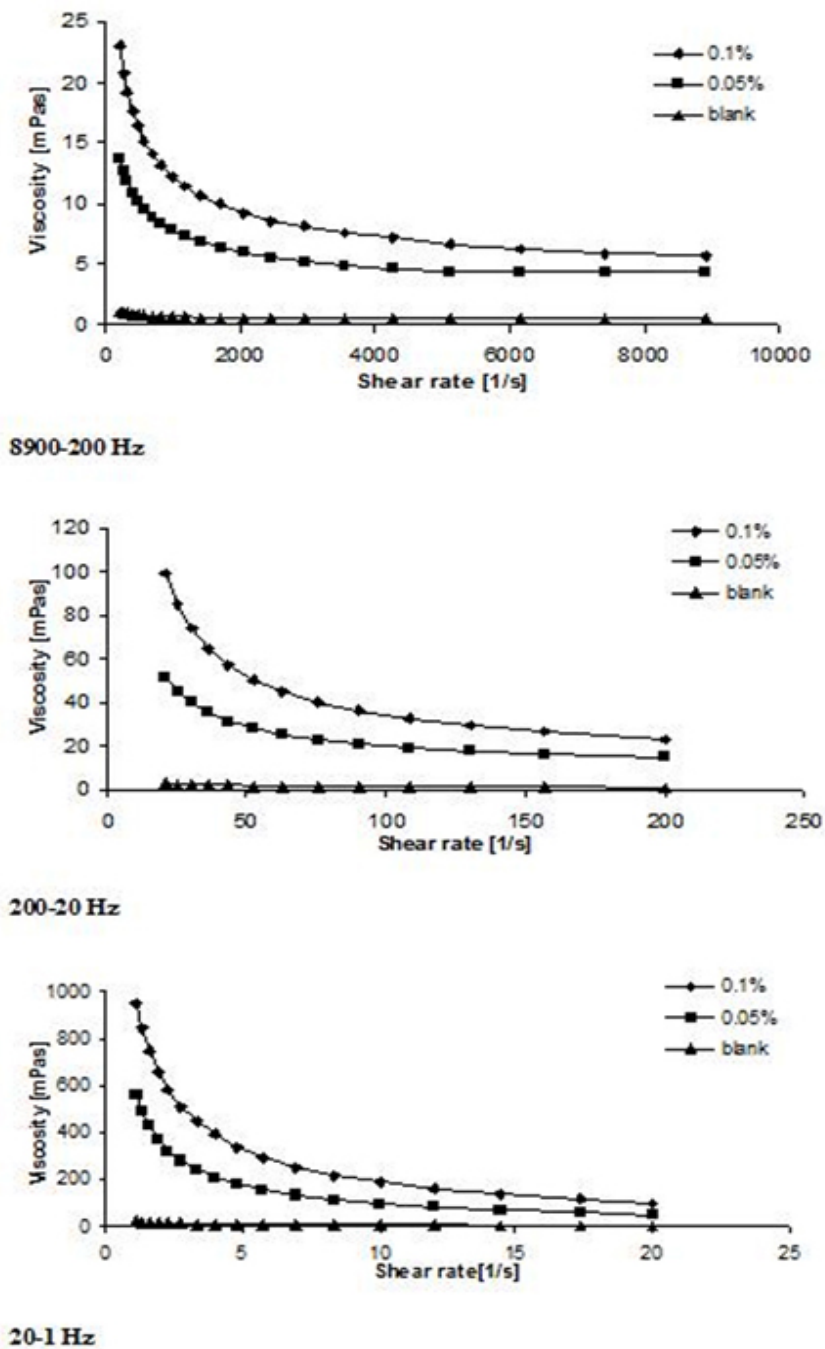 25
20
15
10
5
0
Viscosity [mPas]
0.1%
0.05%
blank
0 2000 4000 6000 8000 10000
Shear rate [1/s]
8900-200 Hz
120
100
80
60
40
20
0
Viscosity [mPas]
0.1%
0.05%
blank
0 50 100 150 200 250
Shear rate [1/s]
200-20 Hz
1000
800
600
400
200
0
Viscosity [mPas]
0.1%
0.05%
blank
0 5 10 15 20 25
Shear rate[1/s]
20-1 Hz